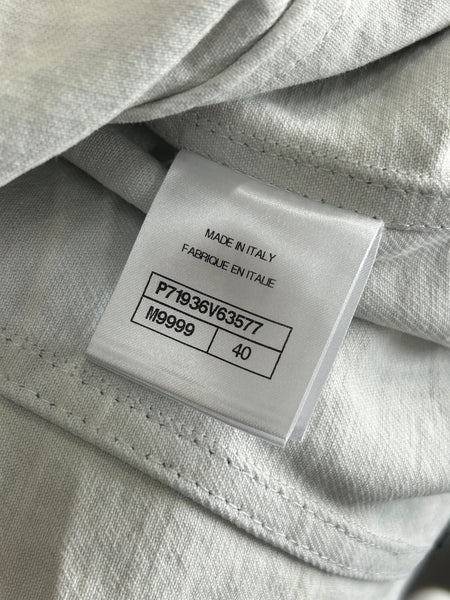 MADE IN ITALY
FABRIQUE EN ITALIE
P71936V63577
M9999 40